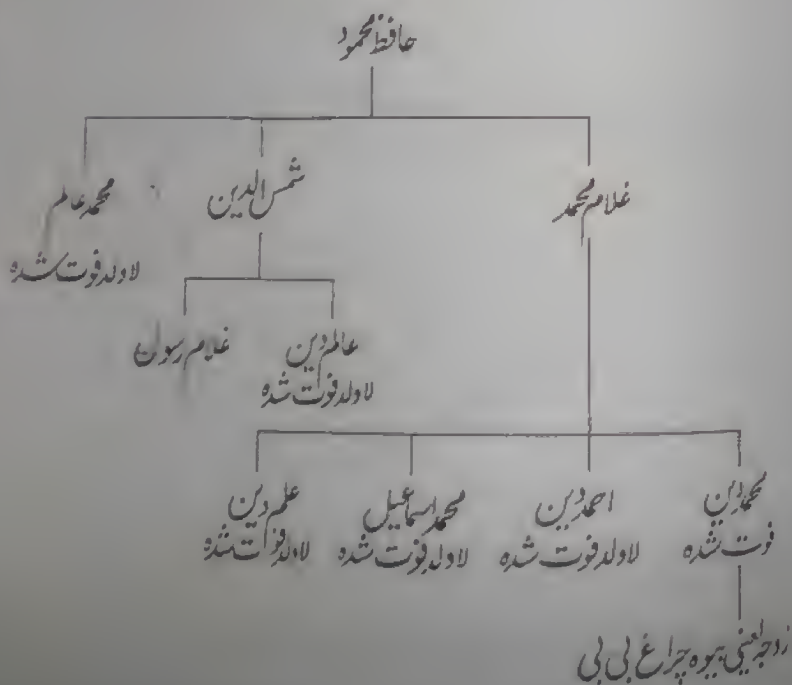 حافظ محمود
غلام محمد
شمس الدین
محمد عالم
لاولد فوت شدہ
عالم دین
لاولد فوت شدہ
غلام رسول
محمد دین
فوت شدہ
احمد دین
لاولد فوت شدہ
محمد اسماعیل
لاولد فوت شدہ
علم دین
لاولد فوت شدہ
زوجہ یعنی بیوہ چراغ بی بی